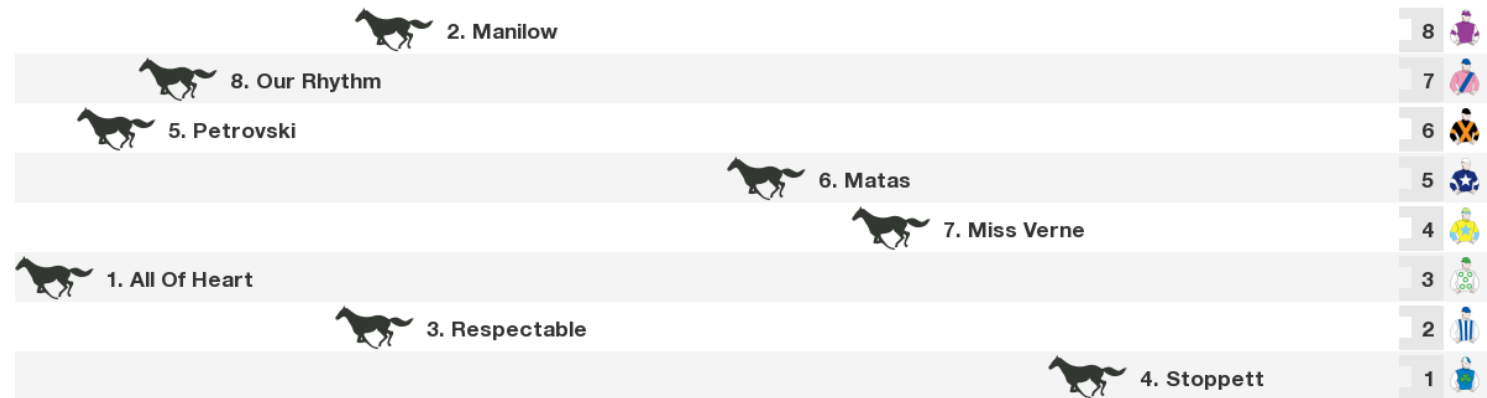 2. Manilow 8
8. Our Rhythm 7
5. Petrovski 6
6. Matas 5
7. Miss Verne 4
1. All Of Heart 3
3. Respectable 2
4. Stoppett 1